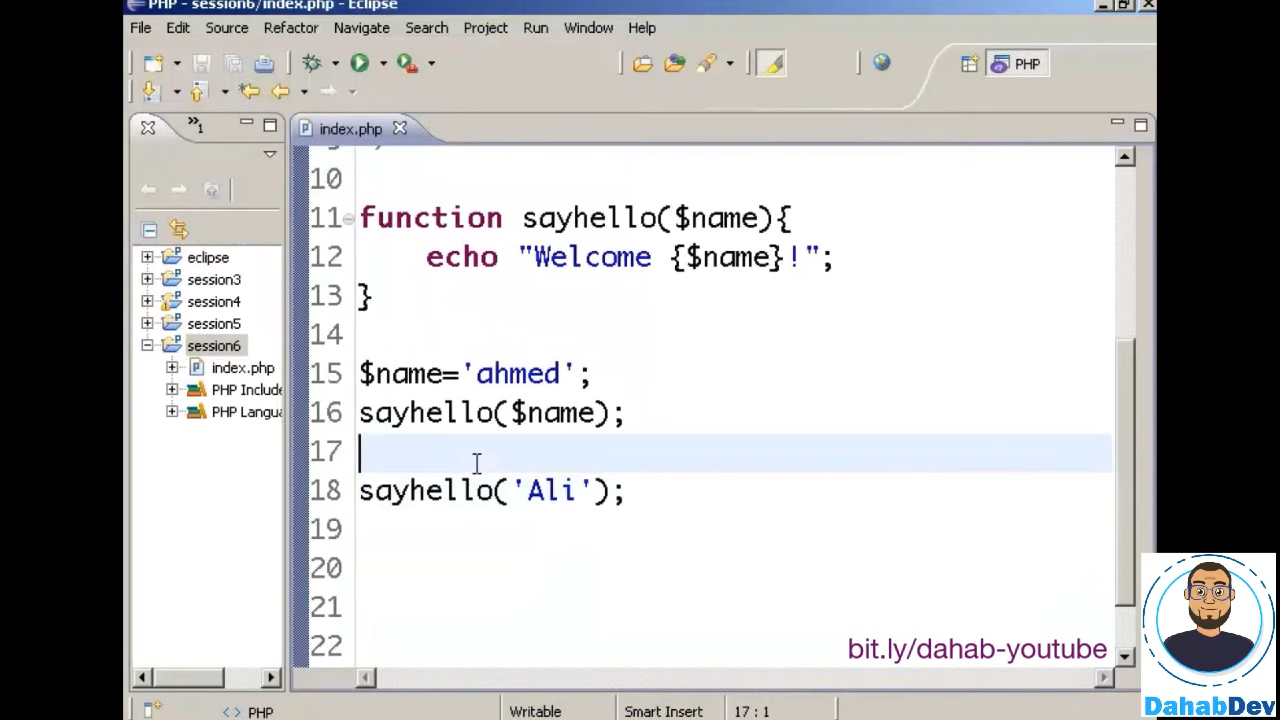 PHP - session6/index.php - Eclipse
File Edit Source Refactor Navigate Search Project Run Window Help
PHP
1
index.php
eclipse
session3
session4
session5
session6
index.php
PHP Include
PHP Langua
10
11 function sayhello($name){
12 echo "Welcome {$name}!";
13 }
14
15 $name='ahmed';
16 sayhello($name);
17
18 sayhello('Ali');
19
20
21
22
bit.ly/dahab-youtube
DahabDev
<> PHP
Writable
Smart Insert
17 : 1